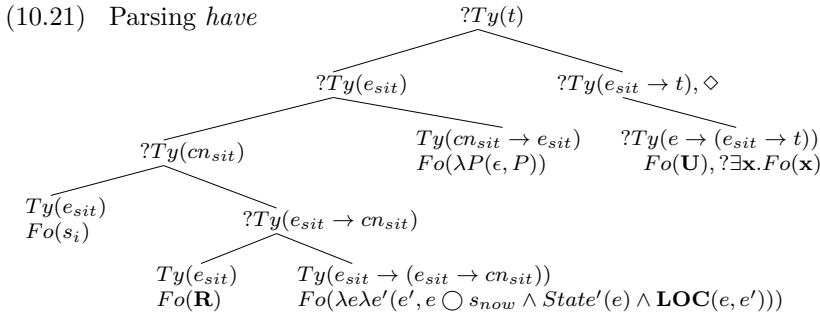 (10.21) Parsing have
?Ty(t)
?Ty(e_sit)
?Ty(e_sit → t), ◇
?Ty(cn_sit)
Ty(cn_sit → e_sit)
Fo(λP(ϵ, P))
?Ty(e → (e_sit → t))
Fo(U), ?∃x.Fo(x)
Ty(e_sit)
Fo(s_i)
?Ty(e_sit → cn_sit)
Ty(e_sit)
Fo(R)
Ty(e_sit → (e_sit → cn_sit))
Fo(λeλe′(e′, e ◯ s_now ∧ State′(e) ∧ LOC(e, e′)))